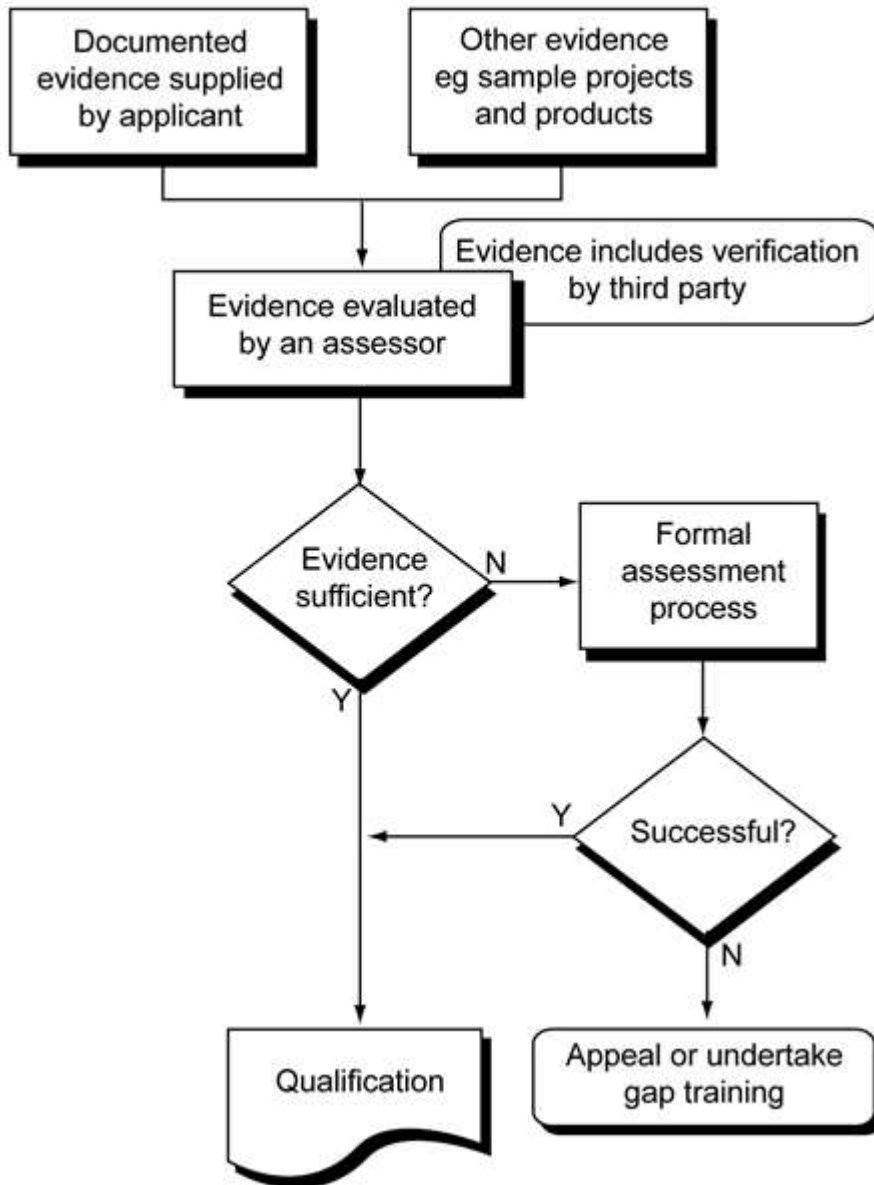 Documented
evidence supplied
by applicant
Other evidence
eg sample projects
and products
Evidence includes verification
by third party
Evidence evaluated
by an assessor
Evidence
sufficient?
N
Formal
assessment
process
Y
Y
Successful?
N
Qualification
Appeal or undertake
gap training